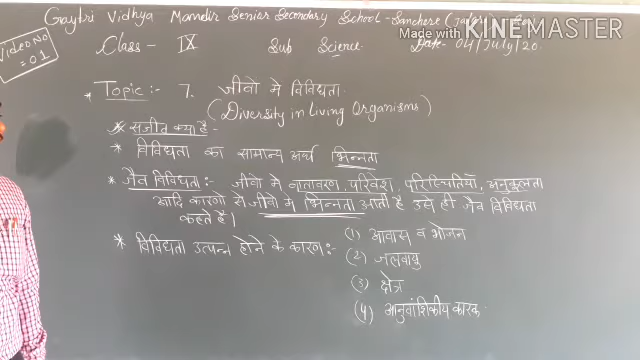 Gaytri Vidhya Mandir Seniar Secondary School - Sanchore
Made with KINEMASTER
Video No = 01
Class - IX Sub Science Date - 04/July/20
* Topic :- 7. जीवो मे विविधता
(Diversity in Living Organisms)
* सजीव क्या है -
* विविधता का सामान्य अर्थ भिन्नता
* जैव विविधता :- जीवो मे वातावरण, परिवेश, परिस्थितियाँ, अनुकूलता
आदि कारणो से जीवो मे भिन्नता आती है उसे ही जैव विविधता
कहते है।
* विविधता उत्पन्न होने के कारण :- (1) आवास व भोजन
(2) जलवायु
(3) क्षेत्र
(4) आनुवांशिकीय कारक